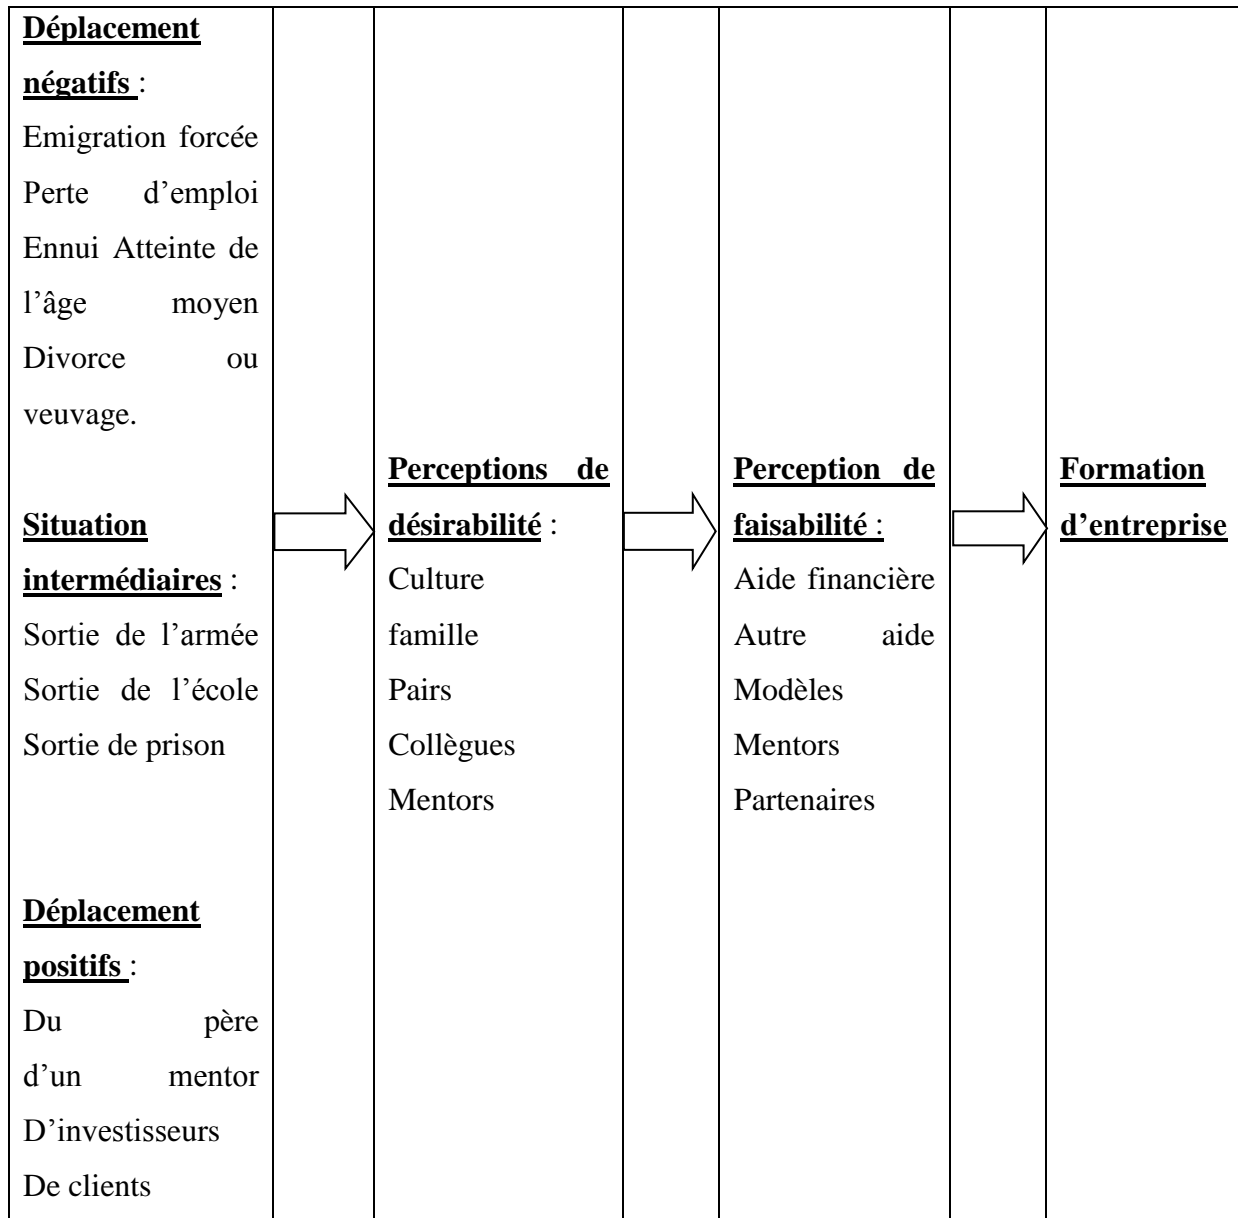 Déplacement
négatifs :
Emigration forcée
Perte d’emploi
Ennui Atteinte de
l’âge moyen
Divorce ou
veuvage.
Situation
intermédiaires :
Sortie de l’armée
Sortie de l’école
Sortie de prison
Déplacement
positifs :
Du père
d’un mentor
D’investisseurs
De clients
Perceptions de
désirabilité :
Culture
famille
Pairs
Collègues
Mentors
Perception de
faisabilité :
Aide financière
Autre aide
Modèles
Mentors
Partenaires
Formation
d’entreprise